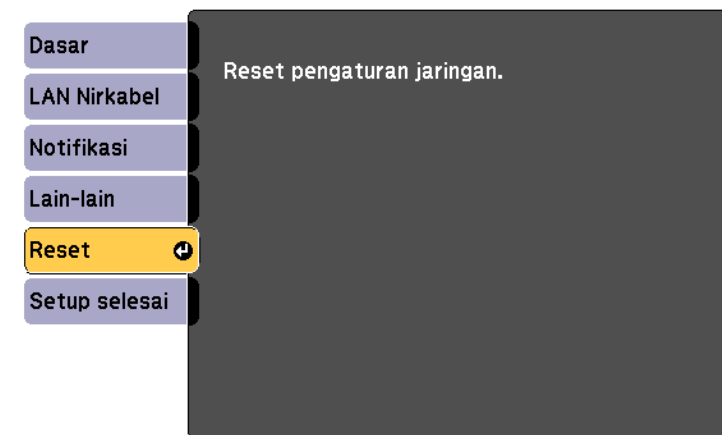 Dasar
Reset pengaturan jaringan.
LAN Nirkabel
Notifikasi
Lain-lain
Reset
Setup selesai